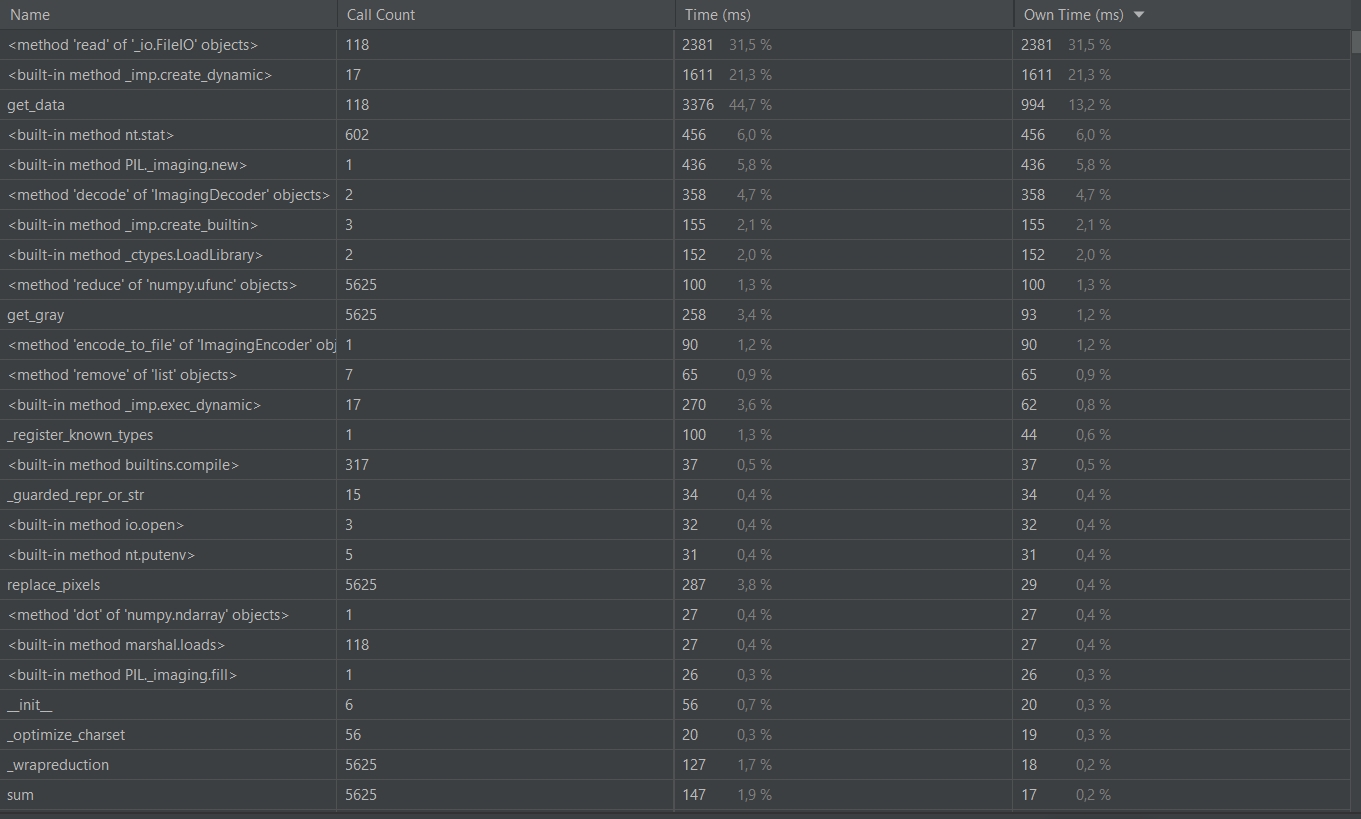 Name Call Count Time (ms) Own Time (ms)
<method 'read' of '_io.FileIO' objects> 118 2381 31,5 % 2381 31,5 %
<built-in method _imp.create_dynamic> 17 1611 21,3 % 1611 21,3 %
get_data 118 3376 44,7 % 994 13,2 %
<built-in method nt.stat> 602 456 6,0 % 456 6,0 %
<built-in method PIL._imaging.new> 1 436 5,8 % 436 5,8 %
<method 'decode' of 'ImagingDecoder' objects> 2 358 4,7 % 358 4,7 %
<built-in method _imp.create_builtin> 3 155 2,1 % 155 2,1 %
<built-in method _ctypes.LoadLibrary> 2 152 2,0 % 152 2,0 %
<method 'reduce' of 'numpy.ufunc' objects> 5625 100 1,3 % 100 1,3 %
get_gray 5625 258 3,4 % 93 1,2 %
<method 'encode_to_file' of 'ImagingEncoder' obj 1 90 1,2 % 90 1,2 %
<method 'remove' of 'list' objects> 7 65 0,9 % 65 0,9 %
<built-in method _imp.exec_dynamic> 17 270 3,6 % 62 0,8 %
_register_known_types 1 100 1,3 % 44 0,6 %
<built-in method builtins.compile> 317 37 0,5 % 37 0,5 %
_guarded_repr_or_str 15 34 0,4 % 34 0,4 %
<built-in method io.open> 3 32 0,4 % 32 0,4 %
<built-in method nt.putenv> 5 31 0,4 % 31 0,4 %
replace_pixels 5625 287 3,8 % 29 0,4 %
<method 'dot' of 'numpy.ndarray' objects> 1 27 0,4 % 27 0,4 %
<built-in method marshal.loads> 118 27 0,4 % 27 0,4 %
<built-in method PIL._imaging.fill> 1 26 0,3 % 26 0,3 %
__init__ 6 56 0,7 % 20 0,3 %
_optimize_charset 56 20 0,3 % 19 0,3 %
_wrapreduction 5625 127 1,7 % 18 0,2 %
sum 5625 147 1,9 % 17 0,2 %